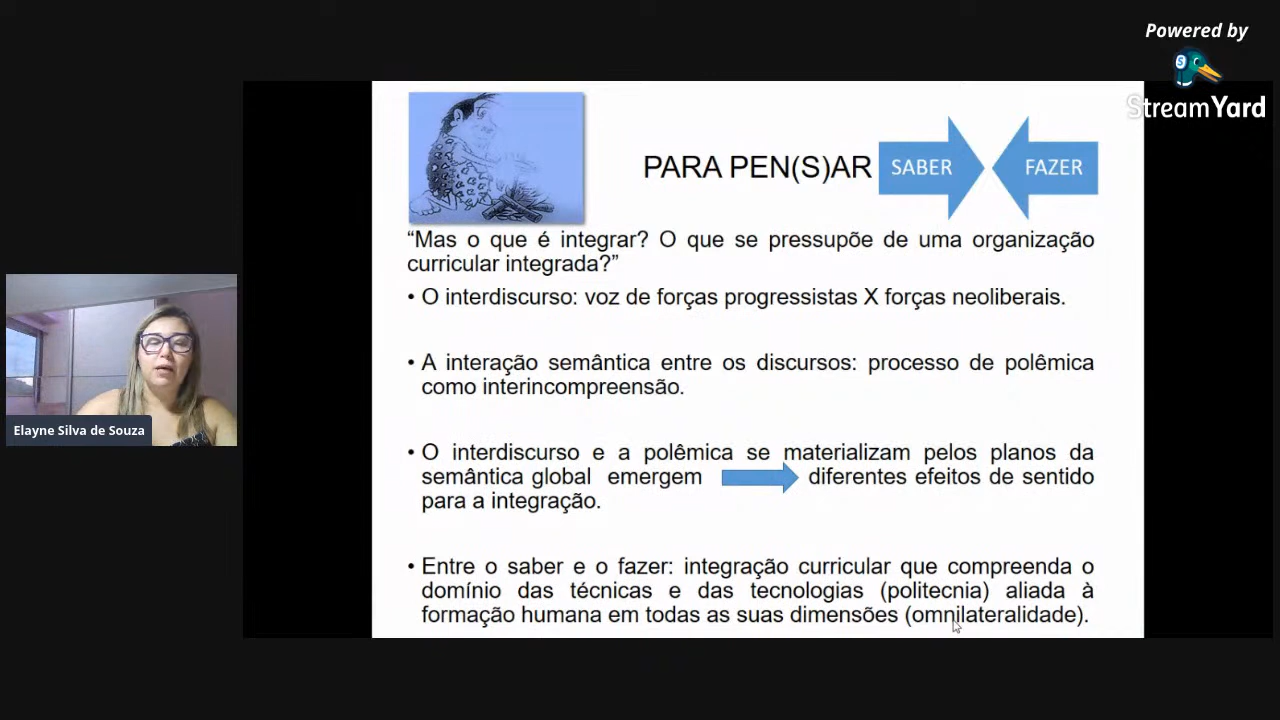 Powered by
StreamYard
PARA PEN(S)AR
SABER
FAZER
“Mas o que é integrar? O que se pressupõe de uma organização
curricular integrada?”
• O interdiscurso: voz de forças progressistas X forças neoliberais.
• A interação semântica entre os discursos: processo de polêmica
como interincompreensão.
• O interdiscurso e a polêmica se materializam pelos planos da
semântica global emergem diferentes efeitos de sentido
para a integração.
• Entre o saber e o fazer: integração curricular que compreenda o
domínio das técnicas e das tecnologias (politecnia) aliada à
formação humana em todas as suas dimensões (omnilateralidade).
Elayne Silva de Souza